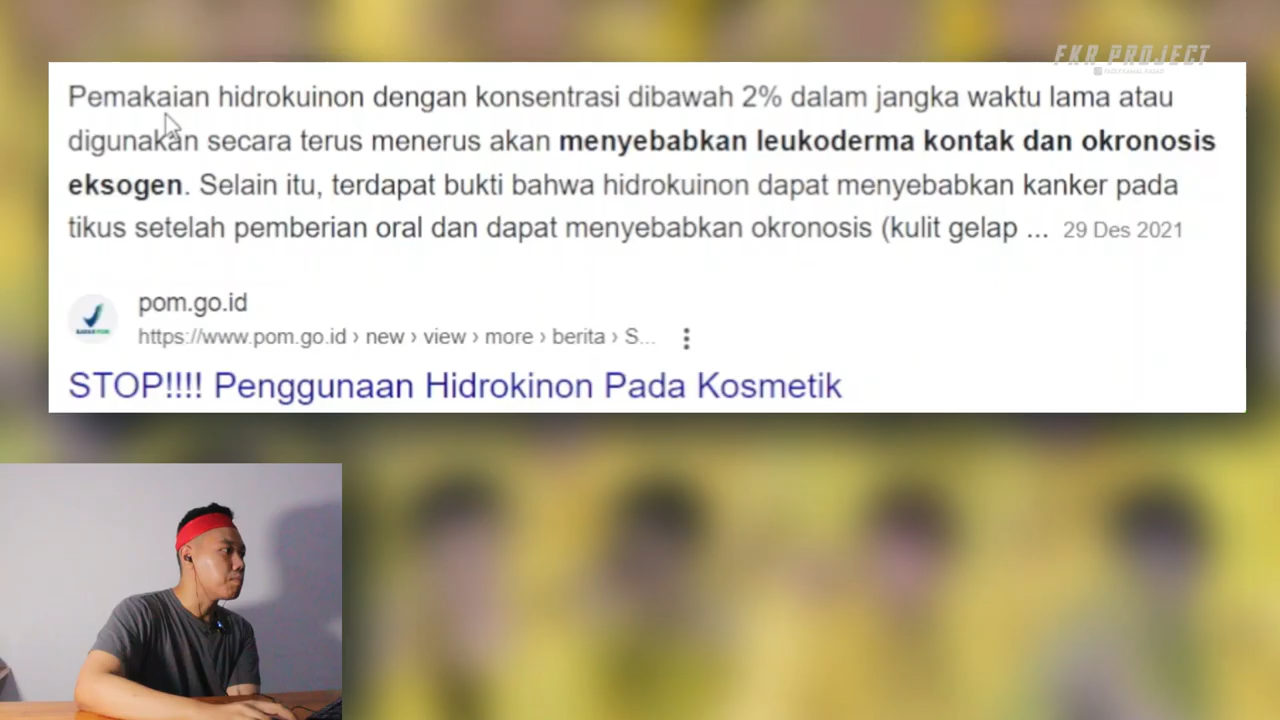 FKR PROJECT
Pemakaian hidrokuinon dengan konsentrasi dibawah 2% dalam jangka waktu lama atau
digunakan secara terus menerus akan menyebabkan leukoderma kontak dan okronosis
eksogen. Selain itu, terdapat bukti bahwa hidrokuinon dapat menyebabkan kanker pada
tikus setelah pemberian oral dan dapat menyebabkan okronosis (kulit gelap ... 29 Des 2021
pom.go.id
https://www.pom.go.id › new › view › more › berita › S...
STOP!!!! Penggunaan Hidrokinon Pada Kosmetik